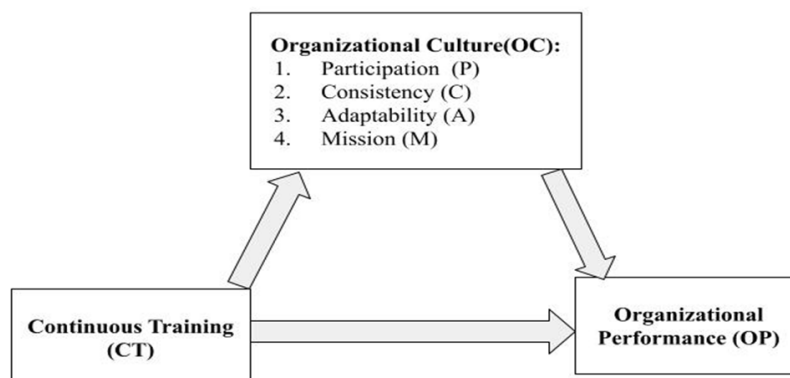 Organizational Culture(OC):
1. Participation (P)
2. Consistency (C)
3. Adaptability (A)
4. Mission (M)
Continuous Training
(CT)
Organizational
Performance (OP)